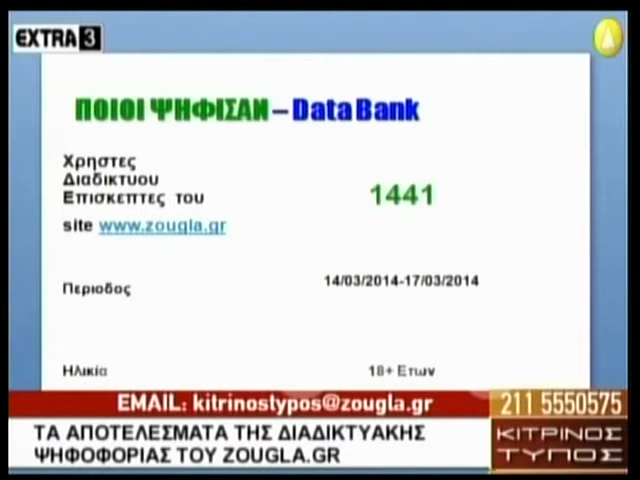 EXTRA 3
ΠΟΙΟΙ ΨΗΦΙΣΑΝ – Data Bank
Χρηστες
Διαδικτυου
Επισκεπτες του
site www.zougla.gr
1441
Περιοδος
14/03/2014-17/03/2014
Ηλικία
18+ Ετων
EMAIL: kitrinostypos@zougla.gr
211 5550575
ΤΑ ΑΠΟΤΕΛΕΣΜΑΤΑ ΤΗΣ ΔΙΑΔΙΚΤΥΑΚΗΣ
ΨΗΦΟΦΟΡΙΑΣ ΤΟΥ ZOUGLA.GR
ΚΙΤΡΙΝΟΣ
ΤΥΠΟΣ